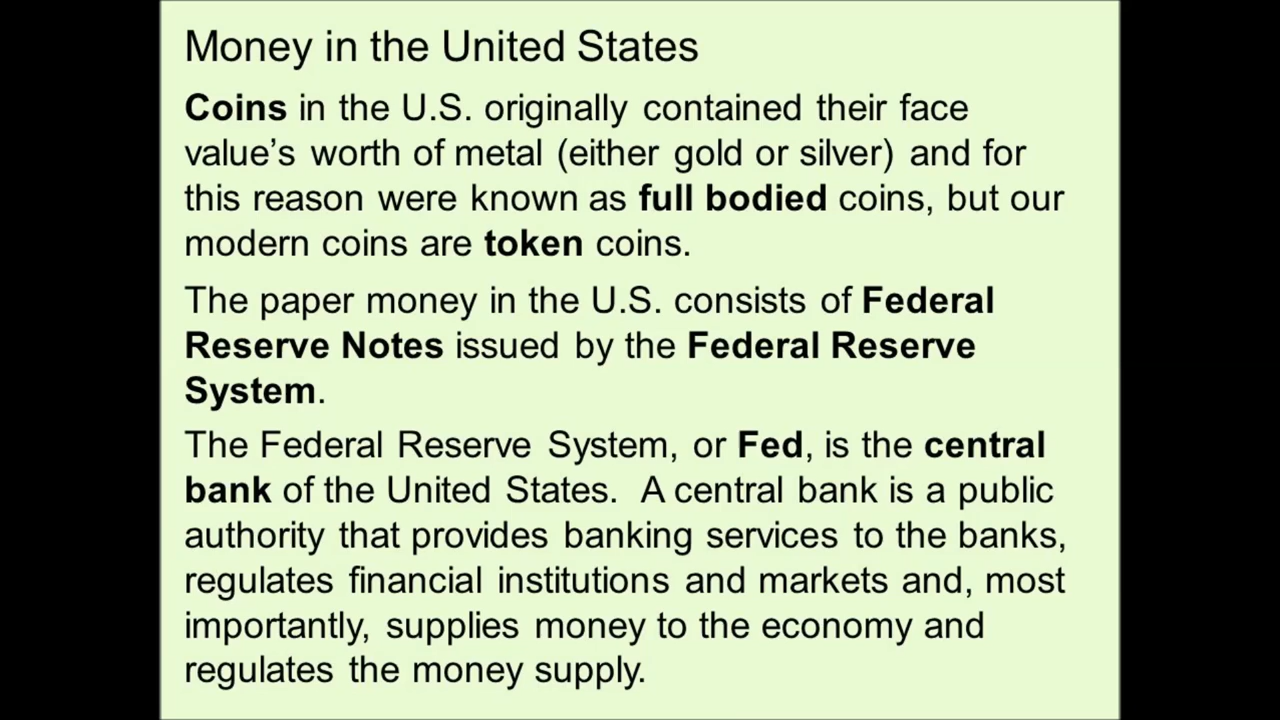 Money in the United States
Coins in the U.S. originally contained their face
value’s worth of metal (either gold or silver) and for
this reason were known as full bodied coins, but our
modern coins are token coins.
The paper money in the U.S. consists of Federal
Reserve Notes issued by the Federal Reserve
System.
The Federal Reserve System, or Fed, is the central
bank of the United States.  A central bank is a public
authority that provides banking services to the banks,
regulates financial institutions and markets and, most
importantly, supplies money to the economy and
regulates the money supply.